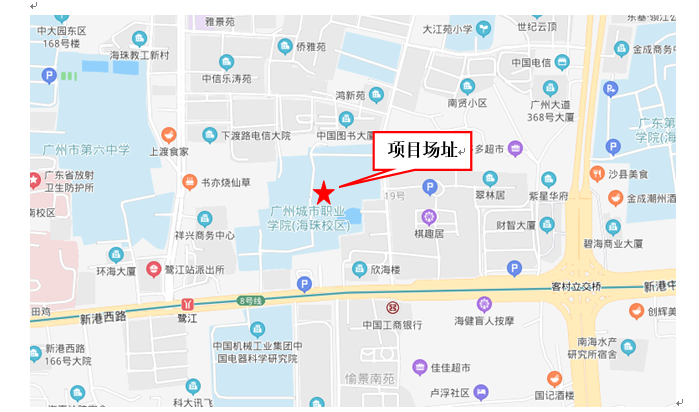 中大园东区
168号楼
海珠教工新村
雅景苑
侨雅苑
大江苑小学
世纪云顶
中信乐涛苑
中国电信
金成商务中
鸿新苑
南贤小区
广州大道
368号大厦
广州市第六中学
上渡食家
下渡路电信大院
中国图书大厦
项目场址
多超市
广东第
学院(海珠
广东省放射
卫生防护所
书亦烧仙草
沙县美食
南校区
广州城市职业
学院(海珠校区)
19号
翠林居
紫星华府
金成潮州酒
祥兴商务中心
棋趣居
财智大厦
碧海商业大厦
环海大厦
鹭江站派出所
欣海楼
客村立交桥
新港中
田鸡
新港西路
鹭江
8号线
中国工商银行
海健盲人按摩
创辉美
新港西路
166号大院
中国机械工业集团中
国电器科学研究院
愉景南苑
佳佳超市
南海水产
研究所宿舍
科大讯飞
卢浮社区
国记酒楼